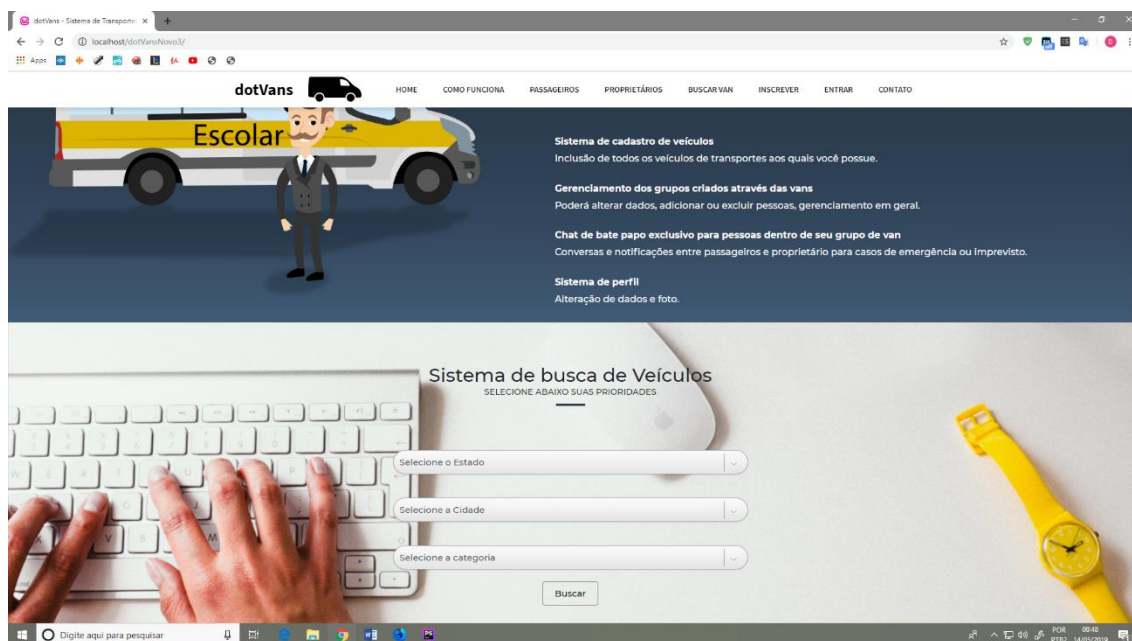 dotVans - Sistema de Transporte
localhost/dotVansNovo3/
Apps
dotVans
HOME COMO FUNCIONA PASSAGEIROS PROPRIETÁRIOS BUSCAR VAN INSCREVER ENTRAR CONTATO
Escolar
Sistema de cadastro de veículos
Inclusão de todos os veículos de transportes aos quais você possue.
Gerenciamento dos grupos criados através das vans
Poderá alterar dados, adicionar ou excluir pessoas, gerenciamento em geral.
Chat de bate papo exclusivo para pessoas dentro de seu grupo de van
Conversas e notificações entre passageiros e proprietário para casos de emergência ou imprevisto.
Sistema de perfil
Alteração de dados e foto.
Sistema de busca de Veículos
SELECIONE ABAIXO SUAS PRIORIDADES
Selecione o Estado
Selecione a Cidade
Selecione a categoria
Buscar
Digite aqui para pesquisar
POR 00:48
PTB2 14/05/2019